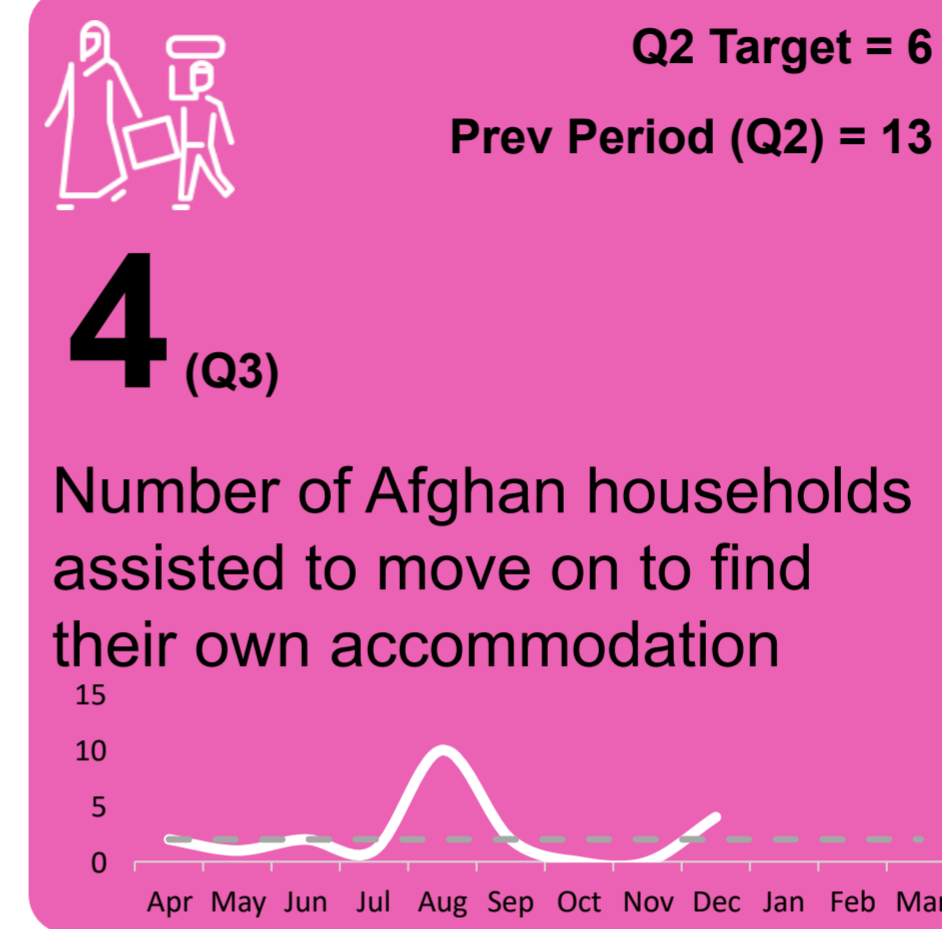 Q2 Target = 6
Prev Period (Q2) = 13
4 (Q3)
Number of Afghan households
assisted to move on to find
their own accommodation
15
10
5
0
Apr May Jun Jul Aug Sep Oct Nov Dec Jan Feb Mar